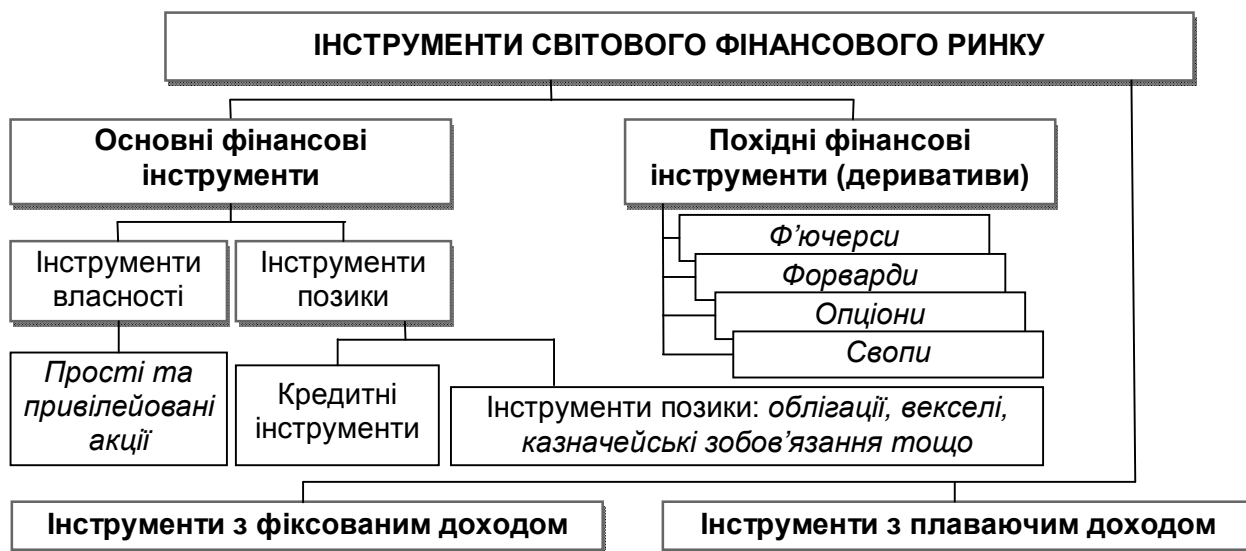 ІНСТРУМЕНТИ СВІТОВОГО ФІНАНСОВОГО РИНКУ
Основні фінансові
інструменти
Похідні фінансові
інструменти (деривативи)
Ф’ючерси
Форварди
Опціони
Свопи
Інструменти
власності
Інструменти
позики
Прості та
привілейовані
акції
Кредитні
інструменти
Інструменти позики: облігації, векселі,
казначейські зобов’язання тощо
Інструменти з фіксованим доходом
Інструменти з плаваючим доходом